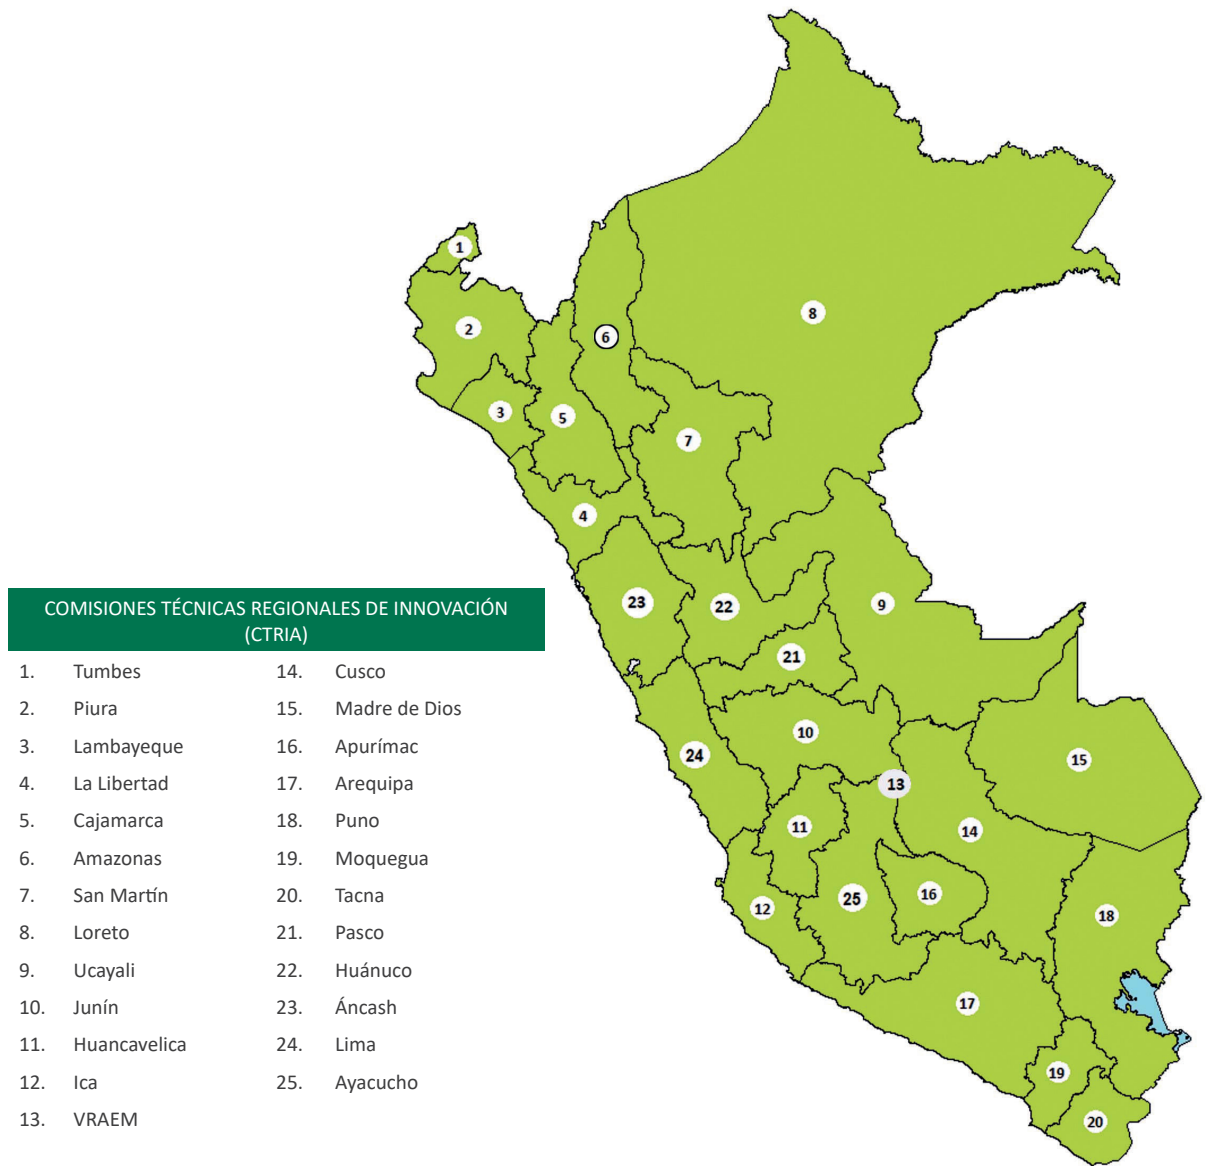 COMISIONES TÉCNICAS REGIONALES DE INNOVACIÓN
(CTRIA)
1. Tumbes
2. Piura
3. Lambayeque
4. La Libertad
5. Cajamarca
6. Amazonas
7. San Martín
8. Loreto
9. Ucayali
10. Junín
11. Huancavelica
12. Ica
13. VRAEM
14. Cusco
15. Madre de Dios
16. Apurímac
17. Arequipa
18. Puno
19. Moquegua
20. Tacna
21. Pasco
22. Huánuco
23. Áncash
24. Lima
25. Ayacucho
1
2
6
8
3
5
7
4
23
22
9
21
10
24
15
13
11
14
25
16
12
18
17
19
20